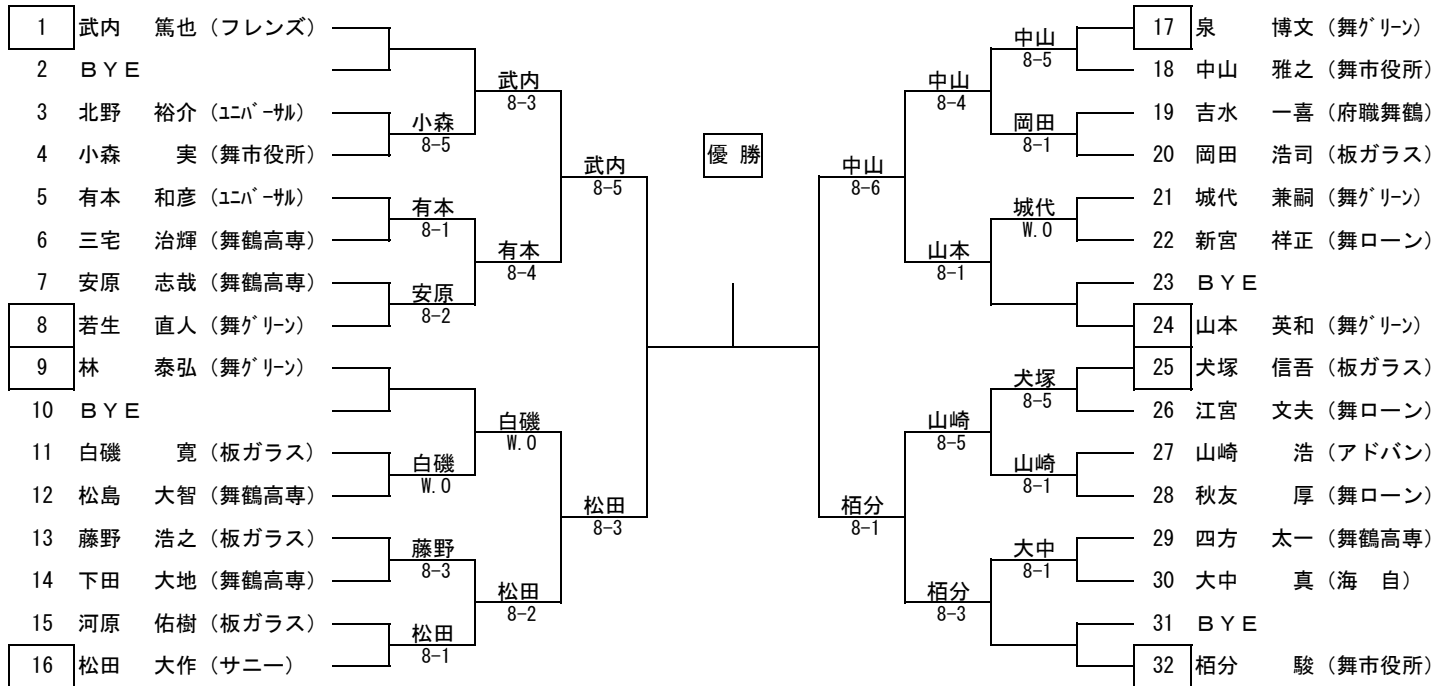 1 武内 篤也（フレンズ）
2 ＢＹＥ
3 北野 裕介（ﾕﾆﾊﾞｰｻﾙ）
4 小森 実（舞市役所）
5 有本 和彦（ﾕﾆﾊﾞｰｻﾙ）
6 三宅 治輝（舞鶴高専）
7 安原 志哉（舞鶴高専）
8 若生 直人（舞ｸﾞﾘｰﾝ）
9 林 泰弘（舞ｸﾞﾘｰﾝ）
10 ＢＹＥ
11 白磯 寛（板ガラス）
12 松島 大智（舞鶴高専）
13 藤野 浩之（板ガラス）
14 下田 大地（舞鶴高専）
15 河原 佑樹（板ガラス）
16 松田 大作（サニー）
小森
8-5
有本
8-1
安原
8-2
白磯
W.0
藤野
8-3
松田
8-1
武内
8-3
有本
8-4
白磯
W.0
松田
8-2
武内
8-5
松田
8-3
優 勝
中山
8-6
栢分
8-1
中山
8-4
山本
8-1
山崎
8-5
栢分
8-3
中山
8-5
岡田
8-1
城代
W.0
犬塚
8-5
山崎
8-1
大中
8-1
17 泉 博文（舞ｸﾞﾘｰﾝ）
18 中山 雅之（舞市役所）
19 吉水 一喜（府職舞鶴）
20 岡田 浩司（板ガラス）
21 城代 兼嗣（舞ｸﾞﾘｰﾝ）
22 新宮 祥正（舞ローン）
23 ＢＹＥ
24 山本 英和（舞ｸﾞﾘｰﾝ）
25 犬塚 信吾（板ガラス）
26 江宮 文夫（舞ローン）
27 山崎 浩（アドバン）
28 秋友 厚（舞ローン）
29 四方 太一（舞鶴高専）
30 大中 真（海 自）
31 ＢＹＥ
32 栢分 駿（舞市役所）